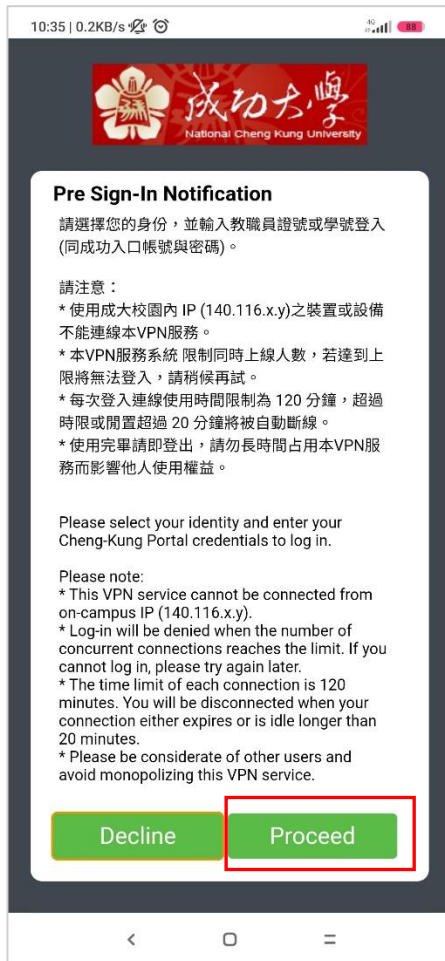 10:35 | 0.2KB/s
4G
88
成功大學
National Cheng Kung University
Pre Sign-In Notification
請選擇您的身份，並輸入教職員證號或學號登入
(同成功入口帳號與密碼)。
請注意：
* 使用成大校園內 IP (140.116.x.y)之裝置或設備
不能連線本VPN服務。
* 本VPN服務系統 限制同時上線人數，若達到上
限將無法登入，請稍候再試。
* 每次登入連線使用時間限制為 120 分鐘，超過
時限或閒置超過 20 分鐘將被自動斷線。
* 使用完畢請即登出，請勿長時間占用本VPN服
務而影響他人使用權益。
Please select your identity and enter your
Cheng-Kung Portal credentials to log in.
Please note:
* This VPN service cannot be connected from
on-campus IP (140.116.x.y).
* Log-in will be denied when the number of
concurrent connections reaches the limit. If you
cannot log in, please try again later.
* The time limit of each connection is 120
minutes. You will be disconnected when your
connection either expires or is idle longer than
20 minutes.
* Please be considerate of other users and
avoid monopolizing this VPN service.
Decline
Proceed